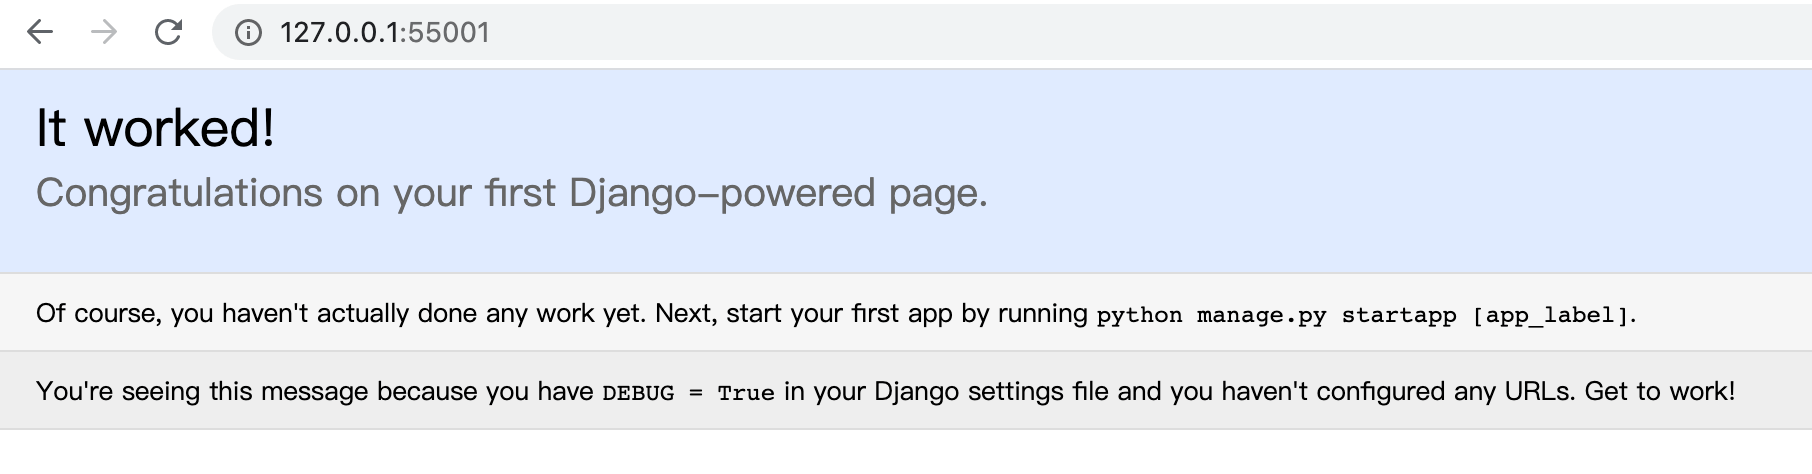 127.0.0.1:55001
It worked!
Congratulations on your first Django-powered page.
Of course, you haven't actually done any work yet. Next, start your first app by running python manage.py startapp [app_label].
You're seeing this message because you have DEBUG = True in your Django settings file and you haven't configured any URLs. Get to work!